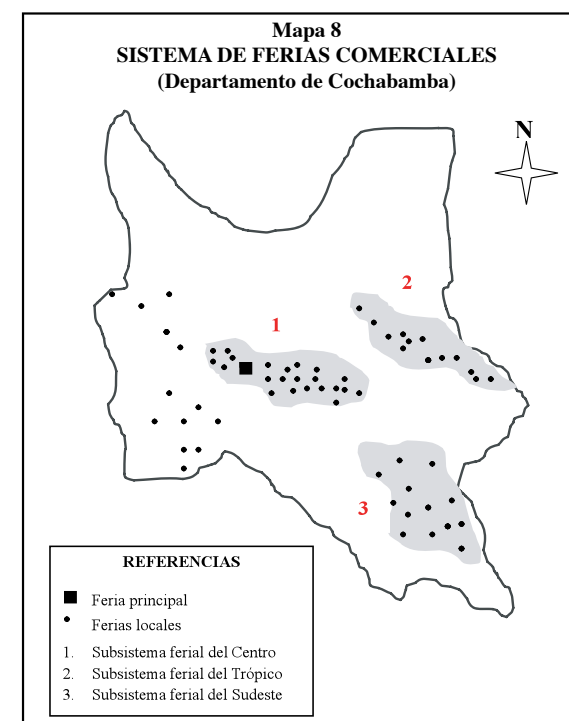 Mapa 8
SISTEMA DE FERIAS COMERCIALES
(Departamento de Cochabamba)
N
2
1
3
REFERENCIAS
Feria principal
Ferias locales
1. Subsistema ferial del Centro
2. Subsistema ferial del Trópico
3. Subsistema ferial del Sudeste